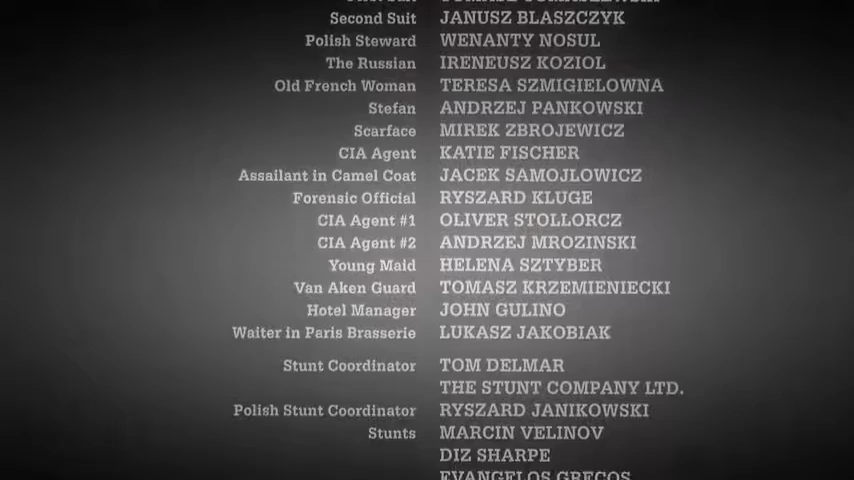 Second Suit JANUSZ BLASZCZYK
Polish Steward WENANTY NOSUL
The Russian IRENEUSZ KOZIOL
Old French Woman TERESA SZMIGIELOWNA
Stefan ANDRZEJ PANKOWSKI
Scarface MIREK ZBROJEWICZ
CIA Agent KATIE FISCHER
Assailant in Camel Coat JACEK SAMOJLOWICZ
Forensic Official RYSZARD KLUGE
CIA Agent #1 OLIVER STOLLORCZ
CIA Agent #2 ANDRZEJ MROZINSKI
Young Maid HELENA SZTYBER
Van Aken Guard TOMASZ KRZEMIENIECKI
Hotel Manager JOHN GULINO
Waiter in Paris Brasserie LUKASZ JAKOBIAK
Stunt Coordinator TOM DELMAR
THE STUNT COMPANY LTD.
Polish Stunt Coordinator RYSZARD JANIKOWSKI
Stunts MARCIN VELINOV
DIZ SHARPE
EVANGELOS GRECOS